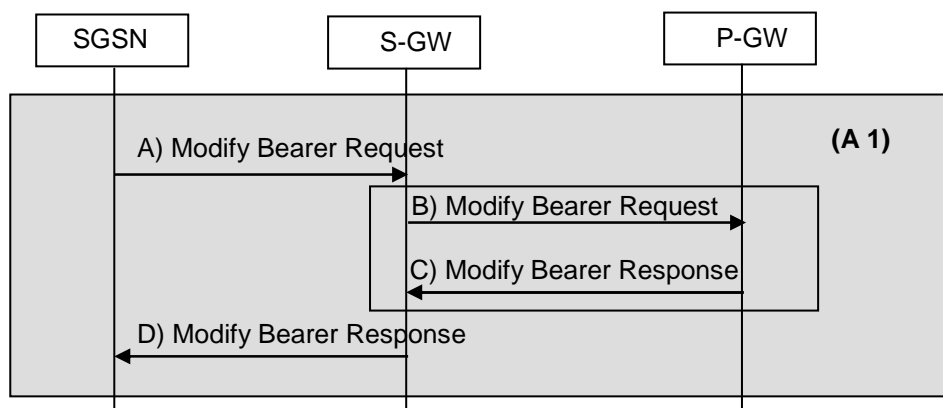 SGSN
S-GW
P-GW
(A 1)
A) Modify Bearer Request
B) Modify Bearer Request
C) Modify Bearer Response
D) Modify Bearer Response